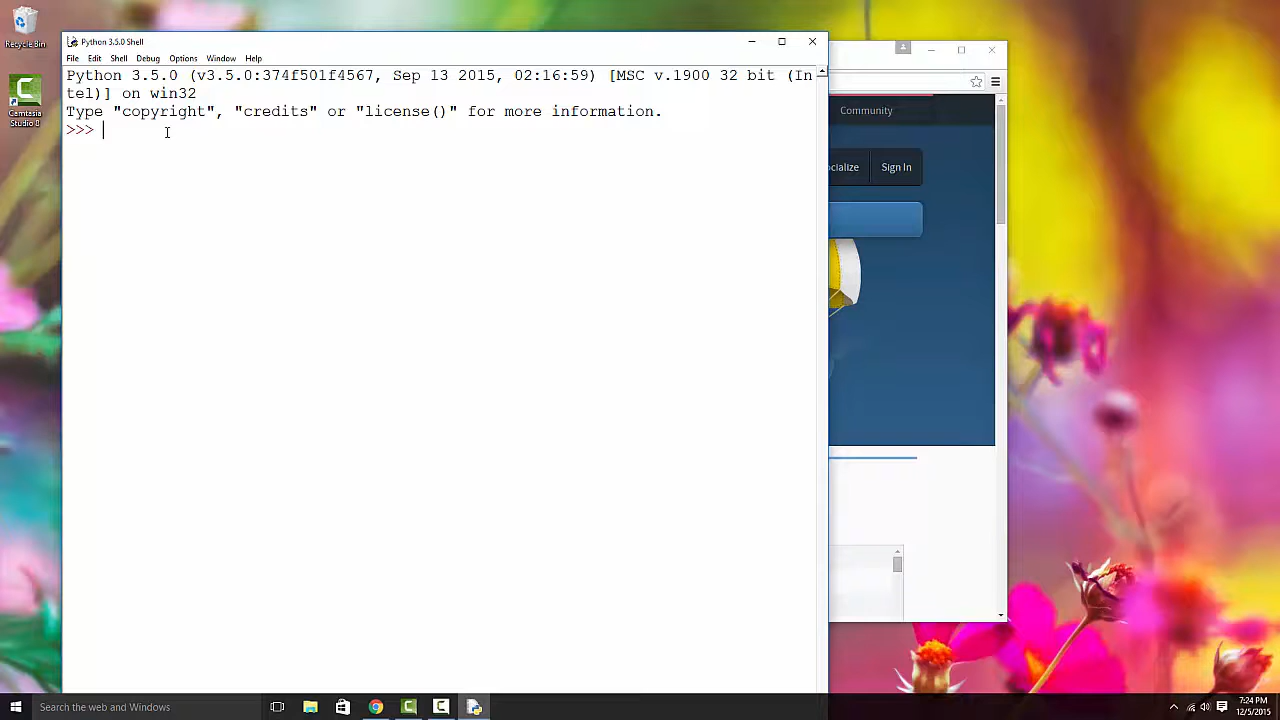 Recycle Bin
Camtasia
Studio 8
Python 3.5.0 Shell
File Edit Shell Debug Options Window Help
Python 3.5.0 (v3.5.0:374f501f4567, Sep 13 2015, 02:16:59) [MSC v.1900 32 bit (In
tel)] on win32
Type "copyright", "credits" or "license()" for more information.
>>>
Community
ocialize
Sign In
Search the web and Windows
7:24 PM
12/5/2015